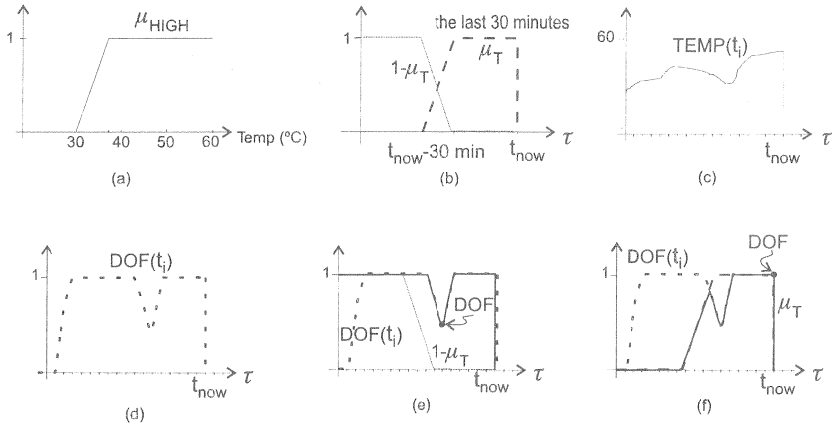 μHIGH
1
30 40 50 60 Temp (ºC)
(a)
the last 30 minutes
1
1-μT
μT
tnow-30 min tnow τ
(b)
60
TEMP(ti)
tnow τ
(c)
DOF(ti)
1
tnow τ
(d)
1
DOF
DOF(ti)
1-μT
tnow τ
(e)
DOF
DOF(ti)
1
μT
tnow τ
(f)